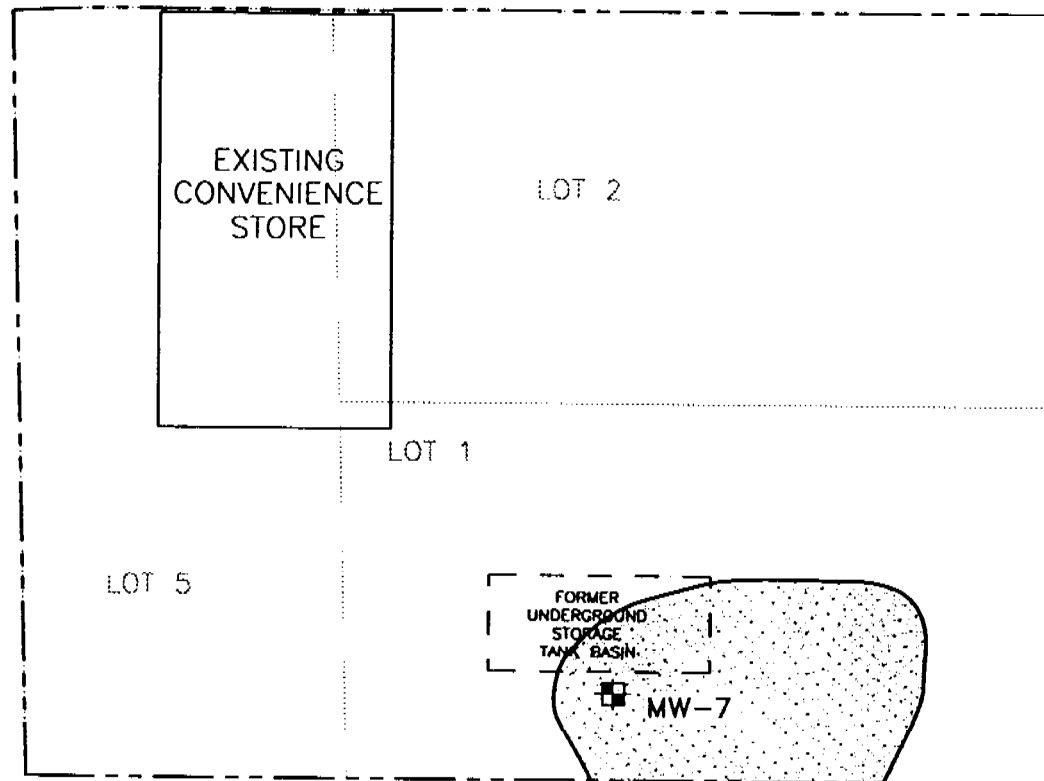 EXISTING
CONVENIENCE
STORE
LOT 2
LOT 1
LOT 5
FORMER
UNDERGROUND
STORAGE
TANK BASIN
MW-7